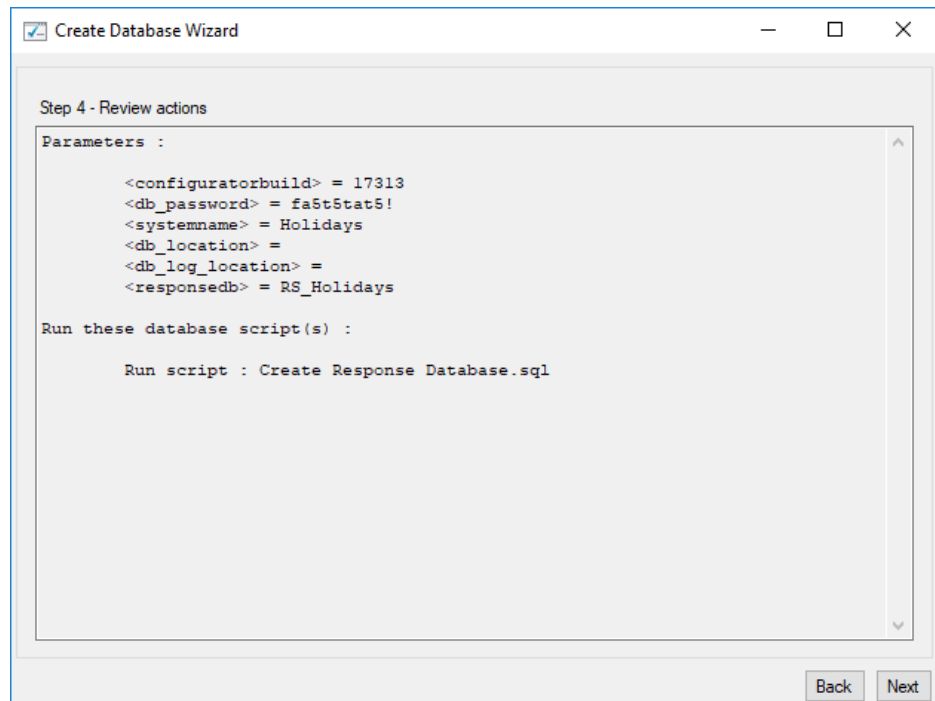 Create Database Wizard
Step 4 - Review actions
Parameters :
<configuratorbuild> = 17313
<db_password> = fa5t5tat5!
<systemname> = Holidays
<db_location> =
<db_log_location> =
<responsedb> = RS_Holidays
Run these database script(s) :
Run script : Create Response Database.sql
Back Next